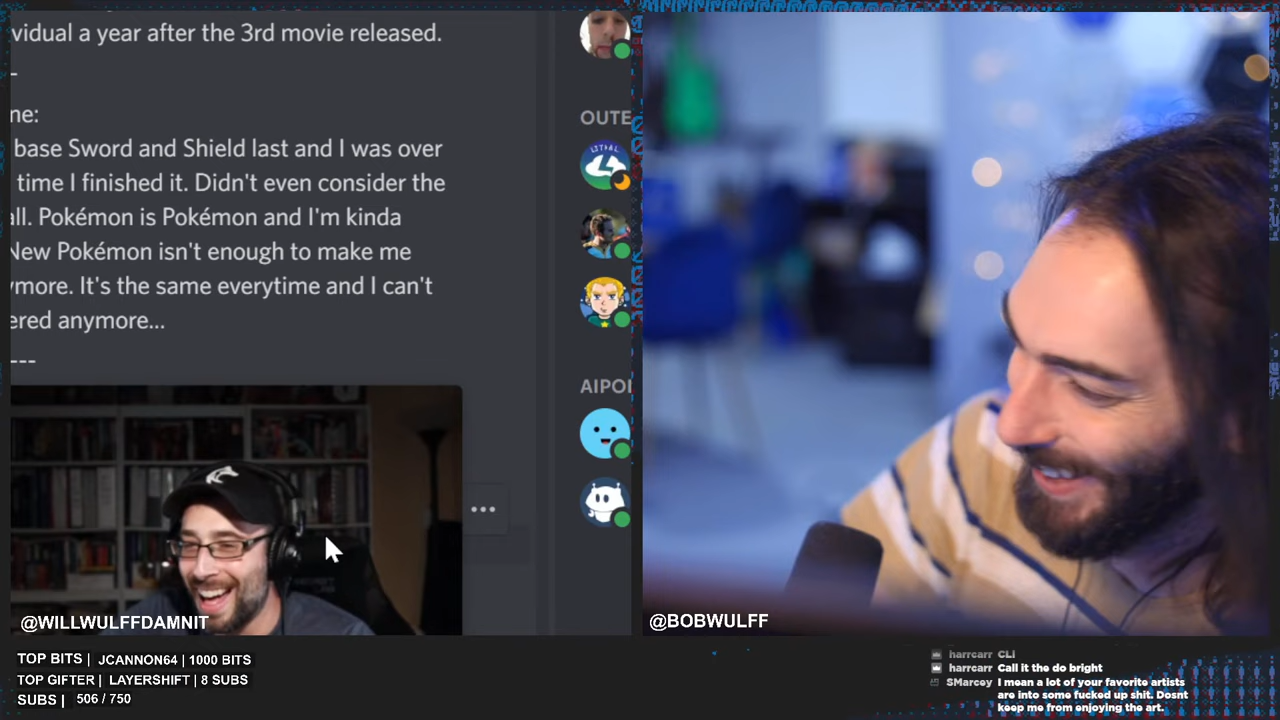 vidual a year after the 3rd movie released.
-
ne:
base Sword and Shield last and I was over
time I finished it. Didn't even consider the
all. Pokémon is Pokémon and I'm kinda
New Pokémon isn't enough to make me
ymore. It's the same everytime and I can't
ered anymore...
---
OUTE
LETHAL
AIPO
@WILLWULFFDAMNIT
@BOBWULFF
TOP BITS | JCANNON64 | 1000 BITS
TOP GIFTER | LAYERSHIFT | 8 SUBS
SUBS | 506 / 750
harrcarr CLI
harrcarr Call it the do bright
SMarcey I mean a lot of your favorite artists
are into some fucked up shit. Dosnt
keep me from enjoying the art.